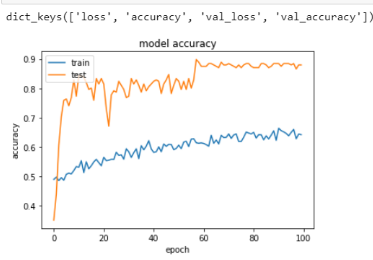 dict_keys(['loss', 'accuracy', 'val_loss', 'val_accuracy'])
model accuracy
train
test
0.9
0.8
0.7
0.6
0.5
0.4
accuracy
0 20 40 60 80 100
epoch